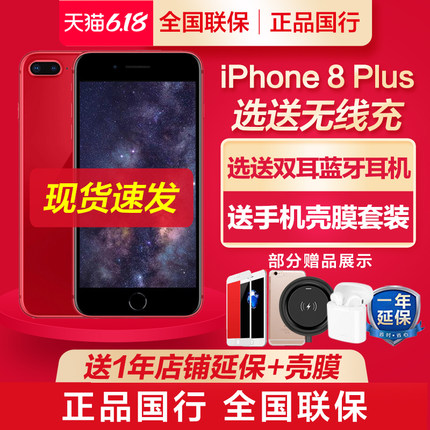 天猫6.18 全国联保 正品国行
iPhone 8 Plus
选送无线充
选送双耳蓝牙耳机
送手机壳膜套装
现货速发
部分赠品展示
一年
延保
送1年店铺延保+壳膜
正品国行 全国联保